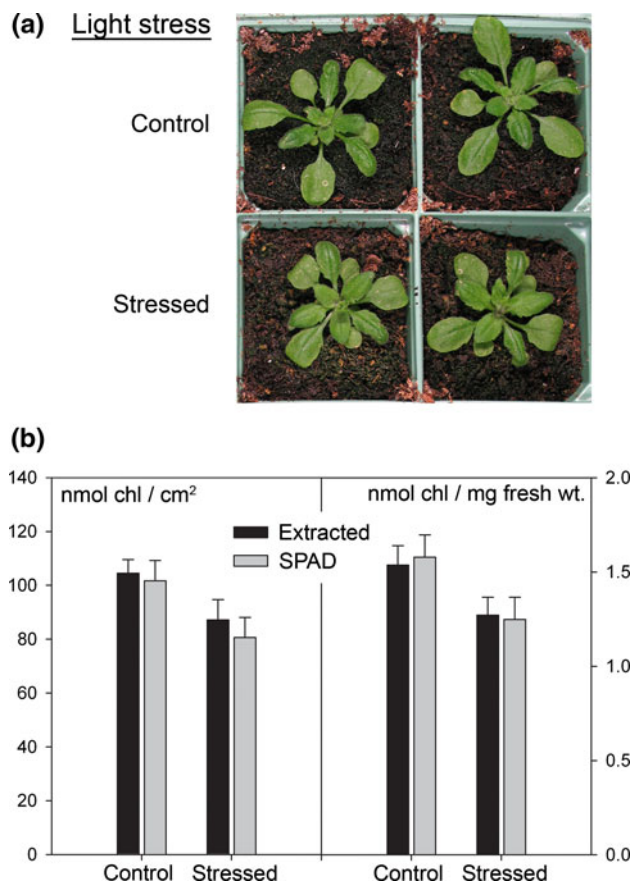 (a) Light stress
Control
Stressed
(b)
nmol chl / cm²
nmol chl / mg fresh wt.
Extracted
SPAD
140
120
100
80
60
40
20
0
2.0
1.5
1.0
0.5
0.0
Control Stressed Control Stressed